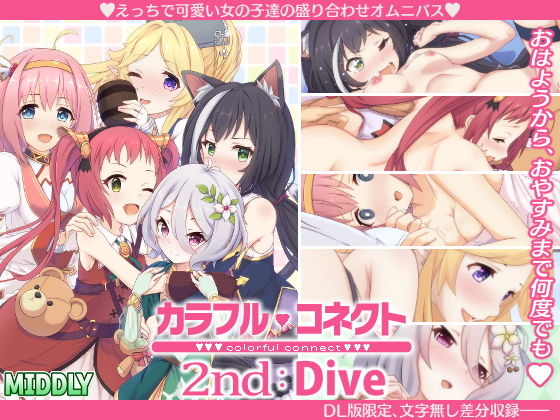 ♥えっちで可愛い女の子達の盛り合わせオムニバス♥
おはようから、おやすみまで何度でも♥
カラフル♥コネクト
♥♥♥colorful connect♥♥♥
2nd:Dive
MIDDLY
DL版限定、文字無し差分収録――